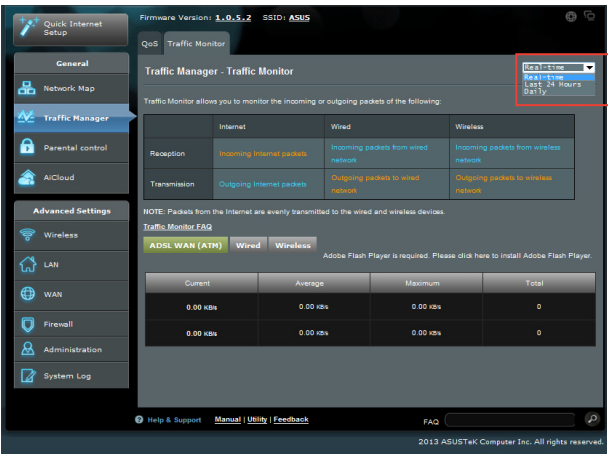 Quick Internet Setup
Firmware Version: 1.0.5.2 SSID: ASUS
QoS Traffic Monitor
General
Network Map
Traffic Manager
Parental control
AiCloud
Advanced Settings
Wireless
LAN
WAN
Firewall
Administration
System Log
Traffic Manager - Traffic Monitor
Real-time
Real-time
Last 24 Hours
Daily
Traffic Monitor allows you to monitor the incoming or outgoing packets of the following:
Internet Wired Wireless
Reception Incoming Internet packets Incoming packets from wired network Incoming packets from wireless network
Transmission Outgoing Internet packets Outgoing packets to wired network Outgoing packets to wireless network
NOTE: Packets from the Internet are evenly transmitted to the wired and wireless devices.
Traffic Monitor FAQ
ADSL WAN (ATM) Wired Wireless
Adobe Flash Player is required. Please click here to install Adobe Flash Player.
Current Average Maximum Total
0.00 KB/s 0.00 KB/s 0.00 KB/s 0
0.00 KB/s 0.00 KB/s 0.00 KB/s 0
Help & Support Manual | Utility | Feedback FAQ
2013 ASUSTeK Computer Inc. All rights reserved.